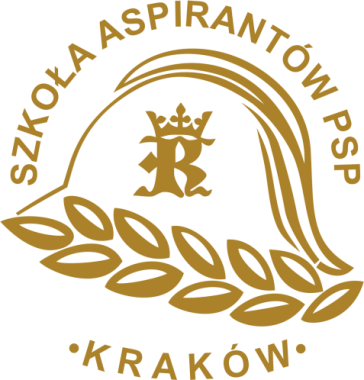 SZKOŁA ASPIRANTÓW PSP
R
•KRAKÓW•